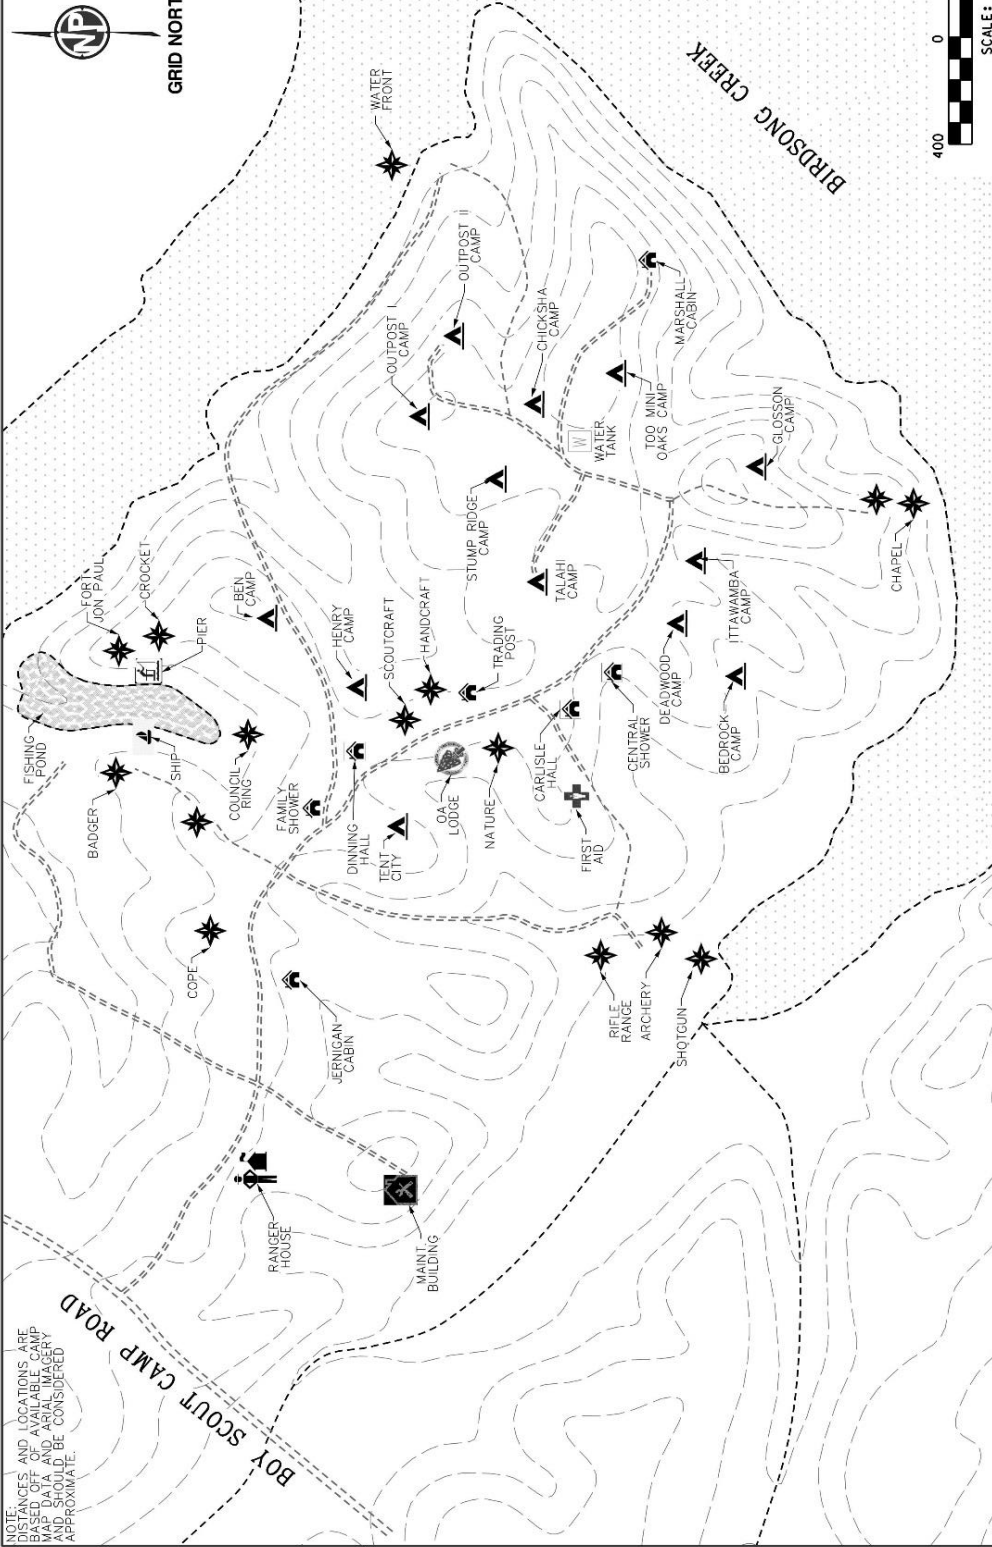 NOTE:
DISTANCES AND LOCATIONS ARE
BASED OFF OF AVAILABLE CAMP
MAP DATA AND ARIAL IMAGERY
AND SHOULD BE CONSIDERED
APPROXIMATE.
BOY SCOUT CAMP ROAD
RANGER
HOUSE
MAINT.
BUILDING
JERNIGAN
CABIN
COPE
BADGER
FISHING
POND
SHIP
COUNCIL
RING
FAMILY
SHOWER
DINNING
HALL
TENT
CITY
OA
LODGE
NATURE
FIRST
AID
RIFLE
RANGE
ARCHERY
SHOTGUN
FORT
JON PAUL
CROCKET
PIER
BEN
CAMP
HENRY
CAMP
SCOUTCRAFT
HANDCRAFT
TRADING
POST
CARLISLE
HALL
CENTRAL
SHOWER
DEADWOOD
CAMP
BEDROCK
CAMP
ITTAWAMBA
CAMP
CHAPEL
STUMP RIDGE
CAMP
TALAHI
CAMP
WATER
TANK
W
TOO MINI
OAKS CAMP
GLOSSON
CAMP
OUTPOST I
CAMP
OUTPOST II
CAMP
CHICKSHA
CAMP
MARSHALL
CABIN
WATER
FRONT
BIRDSONG CREEK
NP
GRID NORT
400
0
SCALE: